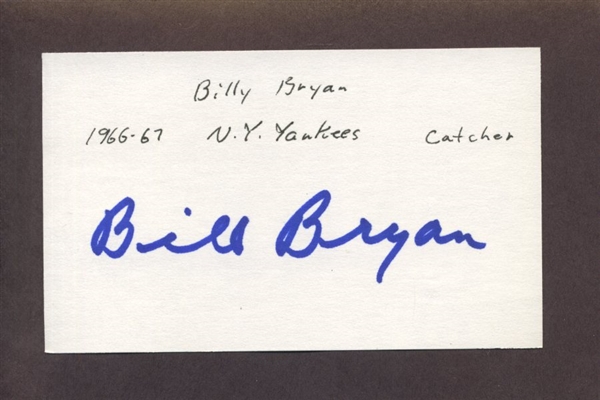 Billy Bryan
1966-67 N.Y. Yankees Catcher
Bill Bryan